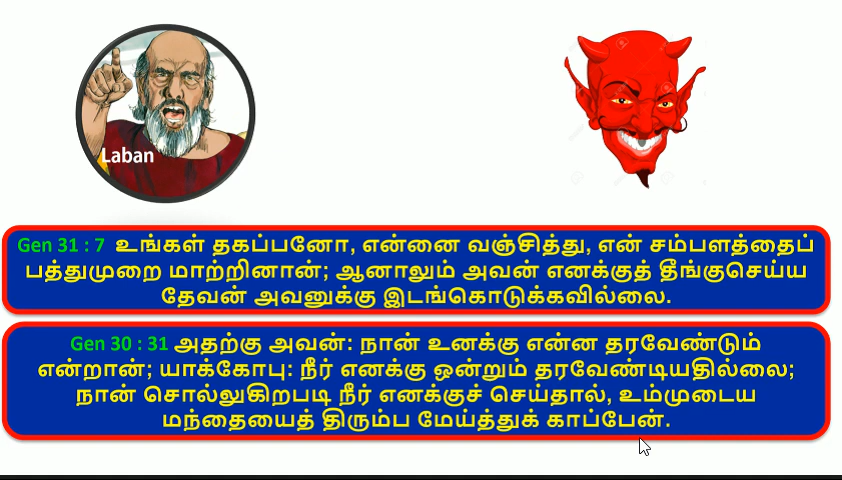 Laban
Gen 31 : 7 உங்கள் தகப்பனோ, என்னை வஞ்சித்து, என் சம்பளத்தைப்
பத்துமுறை மாற்றினான்; ஆனாலும் அவன் எனக்குத் தீங்குசெய்ய
தேவன் அவனுக்கு இடங்கொடுக்கவில்லை.
Gen 30 : 31 அதற்கு அவன்: நான் உனக்கு என்ன தரவேண்டும்
என்றான்; யாக்கோபு: நீர் எனக்கு ஒன்றும் தரவேண்டியதில்லை;
நான் சொல்லுகிறபடி நீர் எனக்குச் செய்தால், உம்முடைய
மந்தையைத் திரும்ப மேய்த்துக் காப்பேன்.